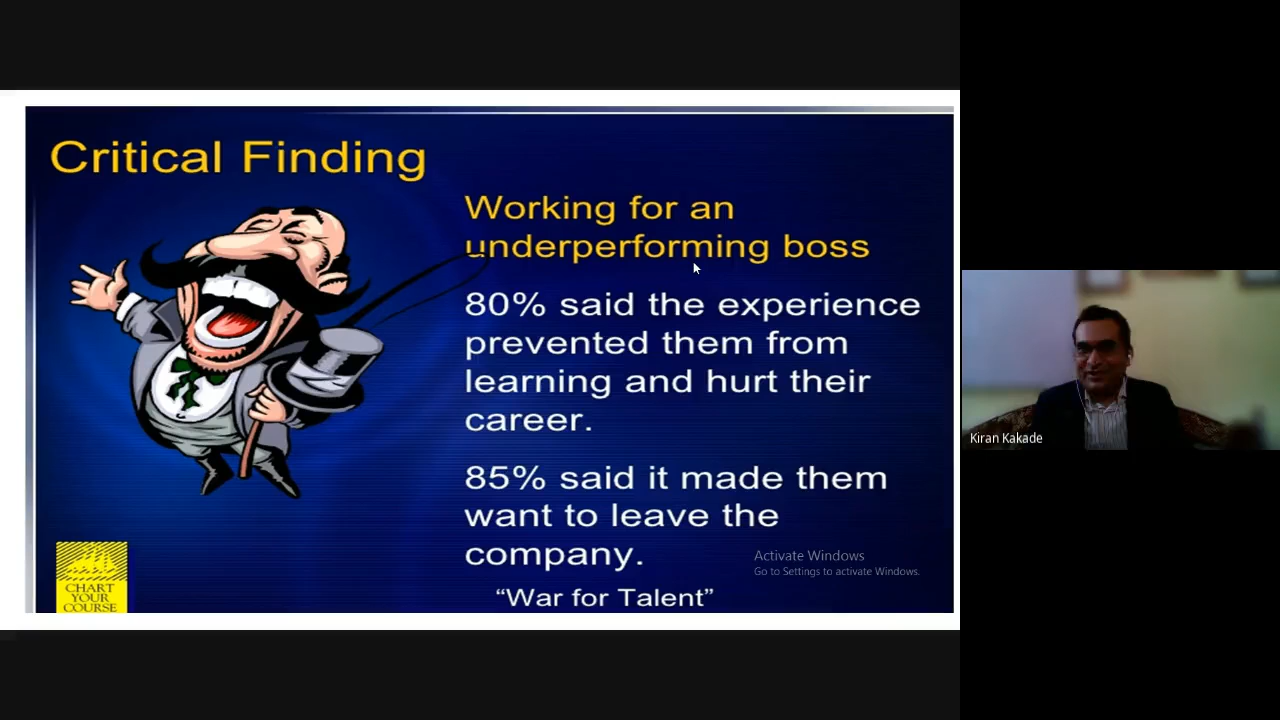 Critical Finding
Working for an
underperforming boss
80% said the experience
prevented them from
learning and hurt their
career.
85% said it made them
want to leave the
company.
“War for Talent”
CHART
YOUR
COURSE
Activate Windows
Go to Settings to activate Windows.
Kiran Kakade